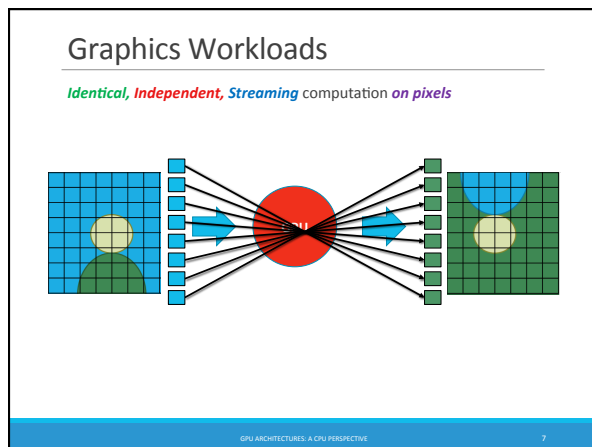 Graphics Workloads
Identical, Independent, Streaming computation on pixels
GPU ARCHITECTURES: A CPU PERSPECTIVE
7